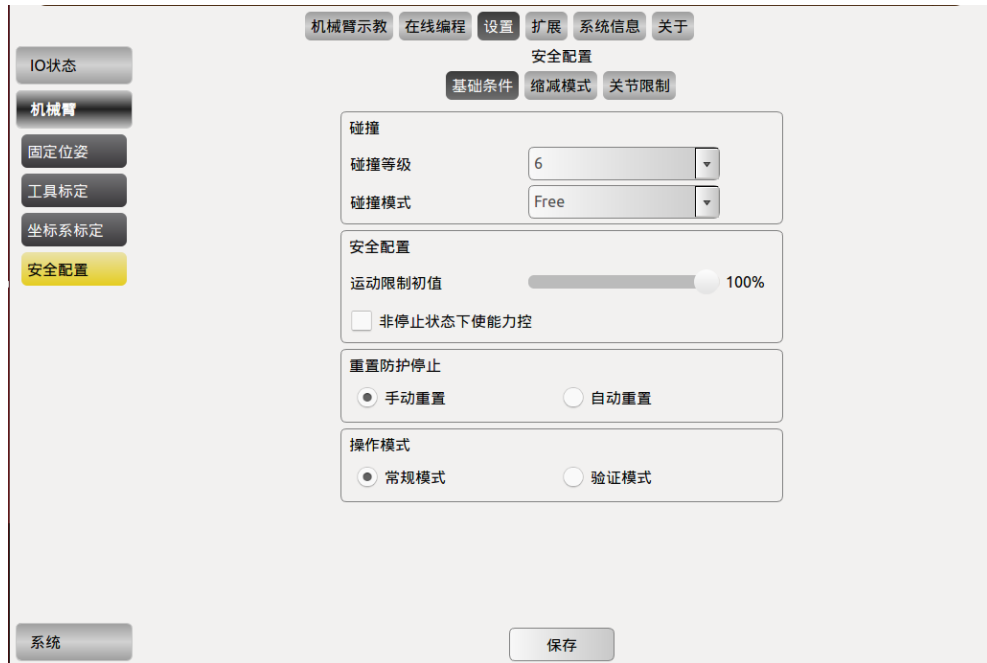 机械臂示教 在线编程 设置 扩展 系统信息 关于
安全配置
基础条件 缩减模式 关节限制
IO状态
机械臂
固定位姿
工具标定
坐标系标定
安全配置
碰撞
碰撞等级 6
碰撞模式 Free
安全配置
运动限制初值 100%
非停止状态下使能力控
重置防护停止
手动重置 自动重置
操作模式
常规模式 验证模式
系统
保存